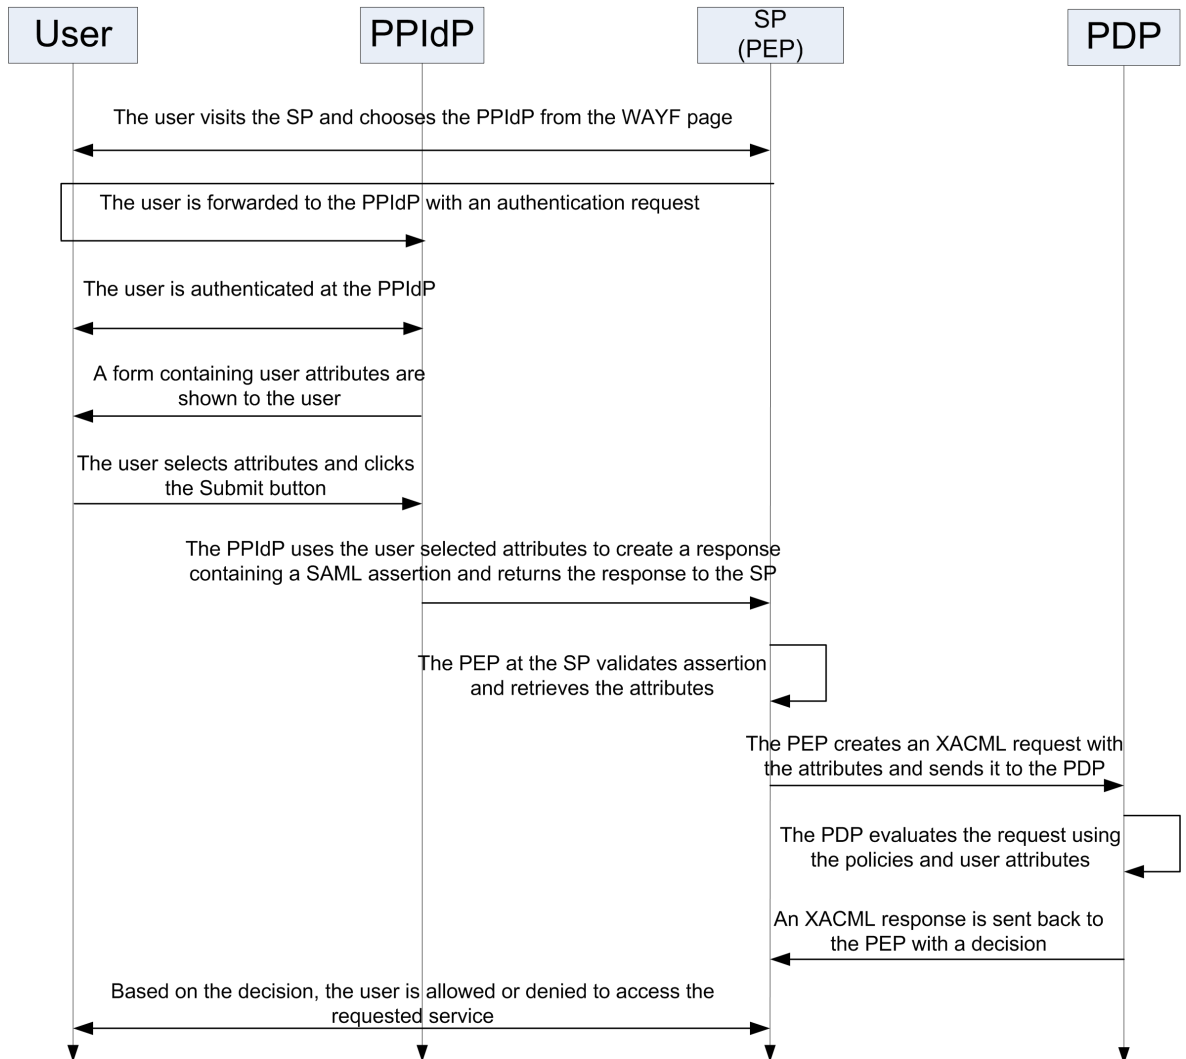 User
PPIdP
SP
(PEP)
PDP
The user visits the SP and chooses the PPIdP from the WAYF page
The user is forwarded to the PPIdP with an authentication request
The user is authenticated at the PPIdP
A form containing user attributes are
shown to the user
The user selects attributes and clicks
the Submit button
The PPIdP uses the user selected attributes to create a response
containing a SAML assertion and returns the response to the SP
The PEP at the SP validates assertion
and retrieves the attributes
The PEP creates an XACML request with
the attributes and sends it to the PDP
The PDP evaluates the request using
the policies and user attributes
An XACML response is sent back to
the PEP with a decision
Based on the decision, the user is allowed or denied to access the
requested service